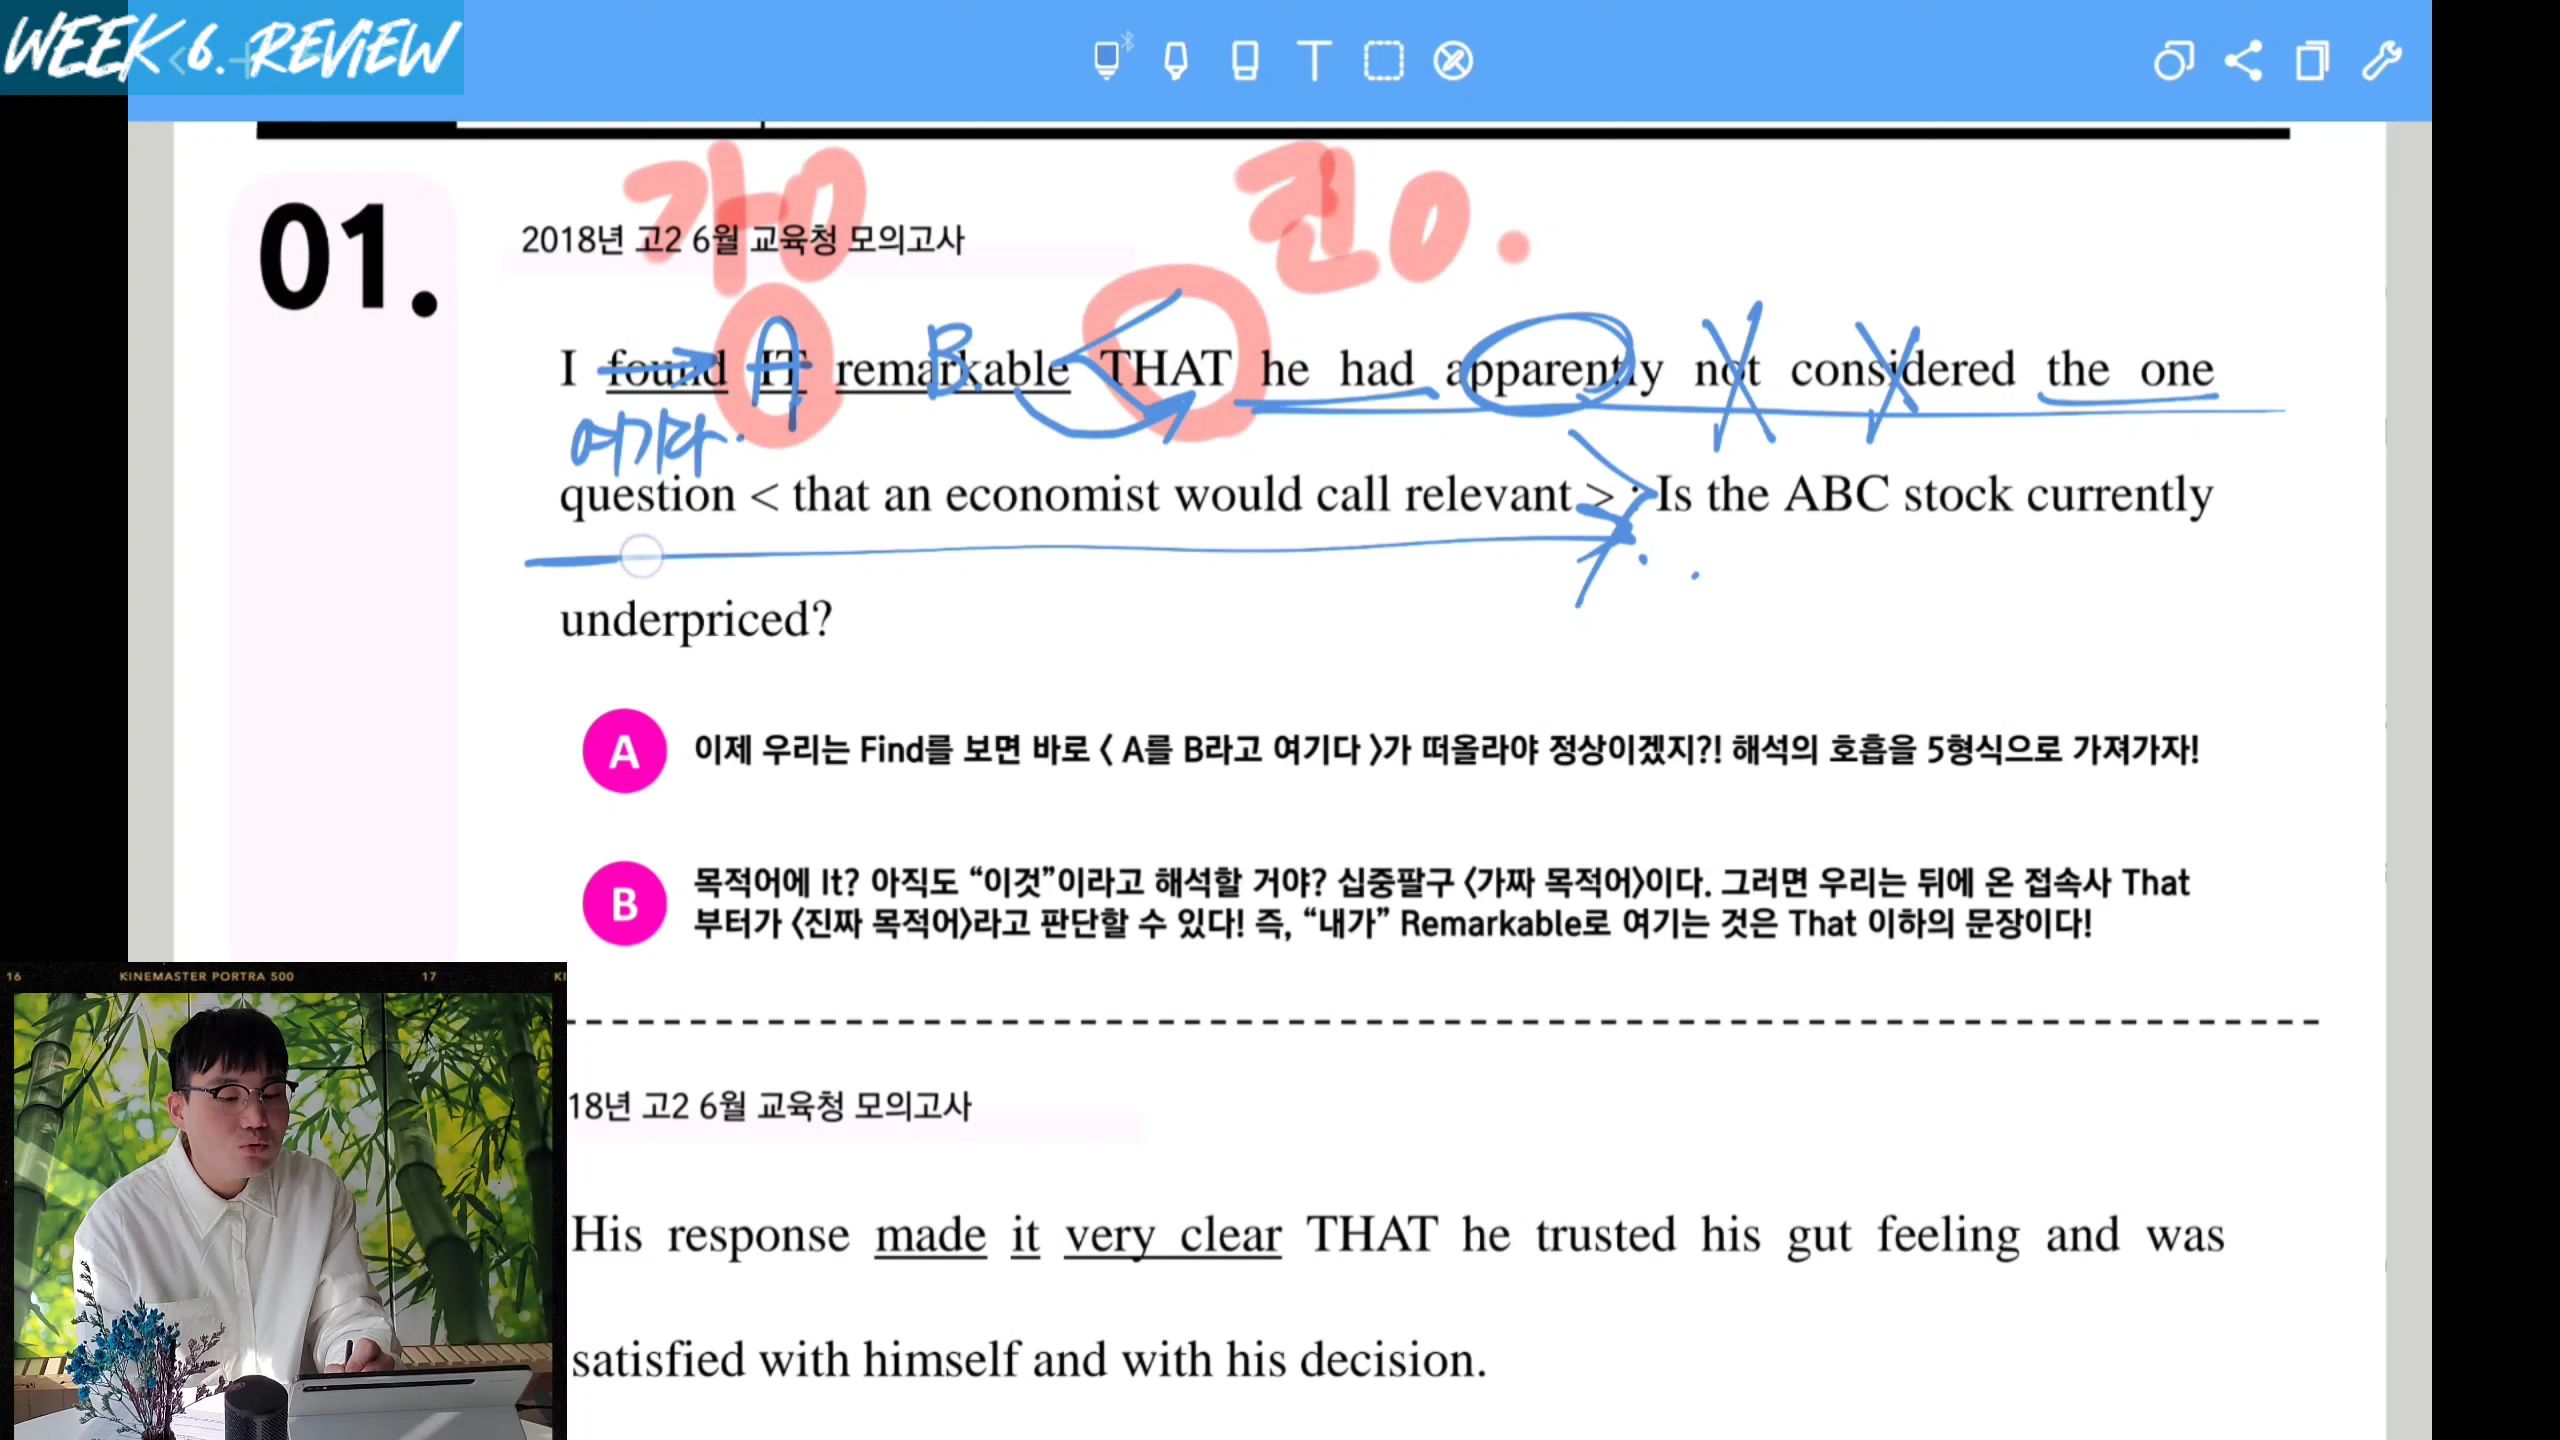 WEEK 6. REVIEW
가O 진O.
01.
2018년 고2 6월 교육청 모의고사
A B.
I found IT remarkable THAT he had apparently not considered the one
여기다.
question < that an economist would call relevant > : Is the ABC stock currently
underpriced?
A 이제 우리는 Find를 보면 바로 〈 A를 B라고 여기다 〉가 떠올라야 정상이겠지?! 해석의 호흡을 5형식으로 가져가자!
B 목적어에 It? 아직도 “이것”이라고 해석할 거야? 십중팔구 〈가짜 목적어〉이다. 그러면 우리는 뒤에 온 접속사 That
부터가 〈진짜 목적어〉라고 판단할 수 있다! 즉, “내가” Remarkable로 여기는 것은 That 이하의 문장이다!
16 KINEMASTER PORTRA 500 17 KI
18년 고2 6월 교육청 모의고사
His response made it very clear THAT he trusted his gut feeling and was
satisfied with himself and with his decision.